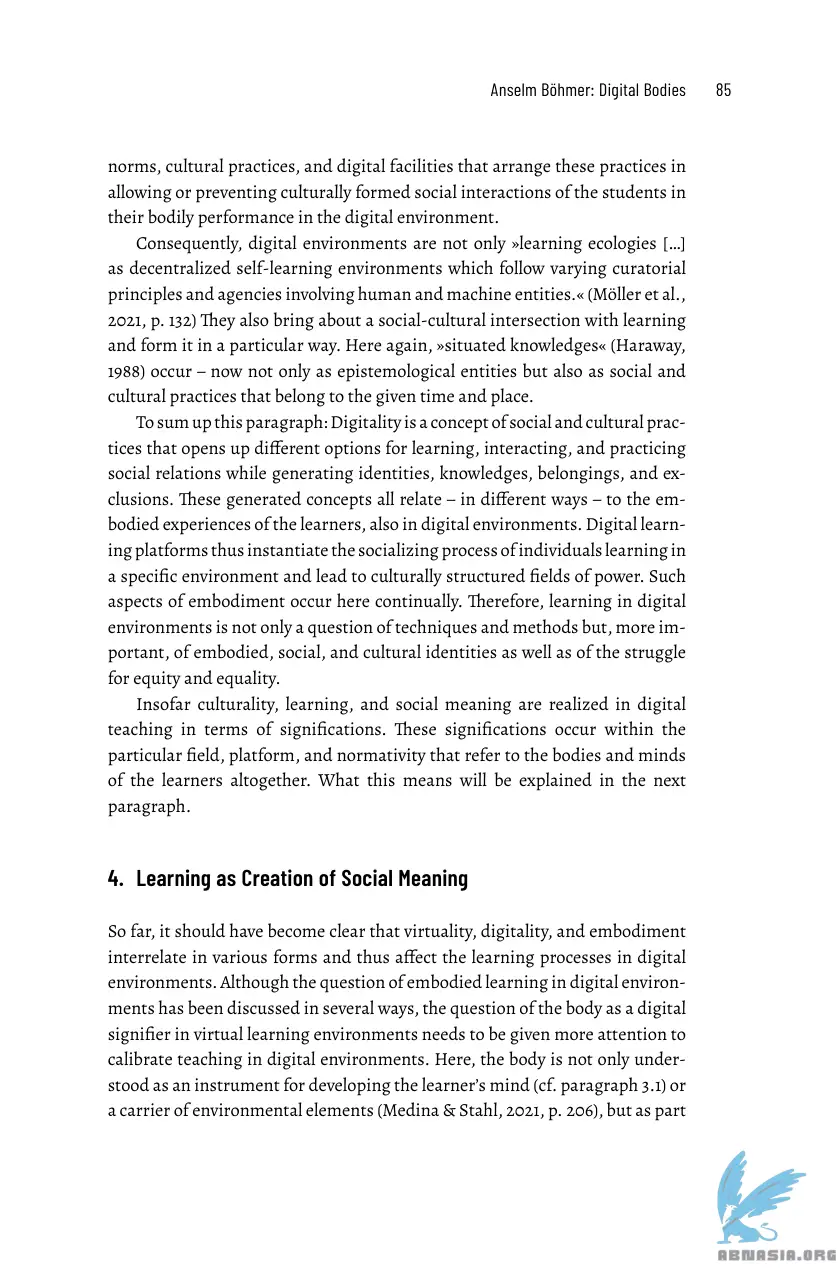 Anselm Böhmer: Digital Bodies 85
norms, cultural practices, and digital facilities that arrange these practices in
allowing or preventing culturally formed social interactions of the students in
their bodily performance in the digital environment.
Consequently, digital environments are not only »learning ecologies […]
as decentralized self-learning environments which follow varying curatorial
principles and agencies involving human and machine entities.« (Möller et al.,
2021, p. 132) They also bring about a social-cultural intersection with learning
and form it in a particular way. Here again, »situated knowledges« (Haraway,
1988) occur – now not only as epistemological entities but also as social and
cultural practices that belong to the given time and place.
To sum up this paragraph: Digitality is a concept of social and cultural prac-
tices that opens up different options for learning, interacting, and practicing
social relations while generating identities, knowledges, belongings, and ex-
clusions. These generated concepts all relate – in different ways – to the em-
bodied experiences of the learners, also in digital environments. Digital learn-
ing platforms thus instantiate the socializing process of individuals learning in
a specific environment and lead to culturally structured fields of power. Such
aspects of embodiment occur here continually. Therefore, learning in digital
environments is not only a question of techniques and methods but, more im-
portant, of embodied, social, and cultural identities as well as of the struggle
for equity and equality.
Insofar culturality, learning, and social meaning are realized in digital
teaching in terms of significations. These significations occur within the
particular field, platform, and normativity that refer to the bodies and minds
of the learners altogether. What this means will be explained in the next
paragraph.
4. Learning as Creation of Social Meaning
So far, it should have become clear that virtuality, digitality, and embodiment
interrelate in various forms and thus affect the learning processes in digital
environments. Although the question of embodied learning in digital environ-
ments has been discussed in several ways, the question of the body as a digital
signifier in virtual learning environments needs to be given more attention to
calibrate teaching in digital environments. Here, the body is not only under-
stood as an instrument for developing the learner’s mind (cf. paragraph 3.1) or
a carrier of environmental elements (Medina & Stahl, 2021, p. 206), but as part
ABNASIA.ORG